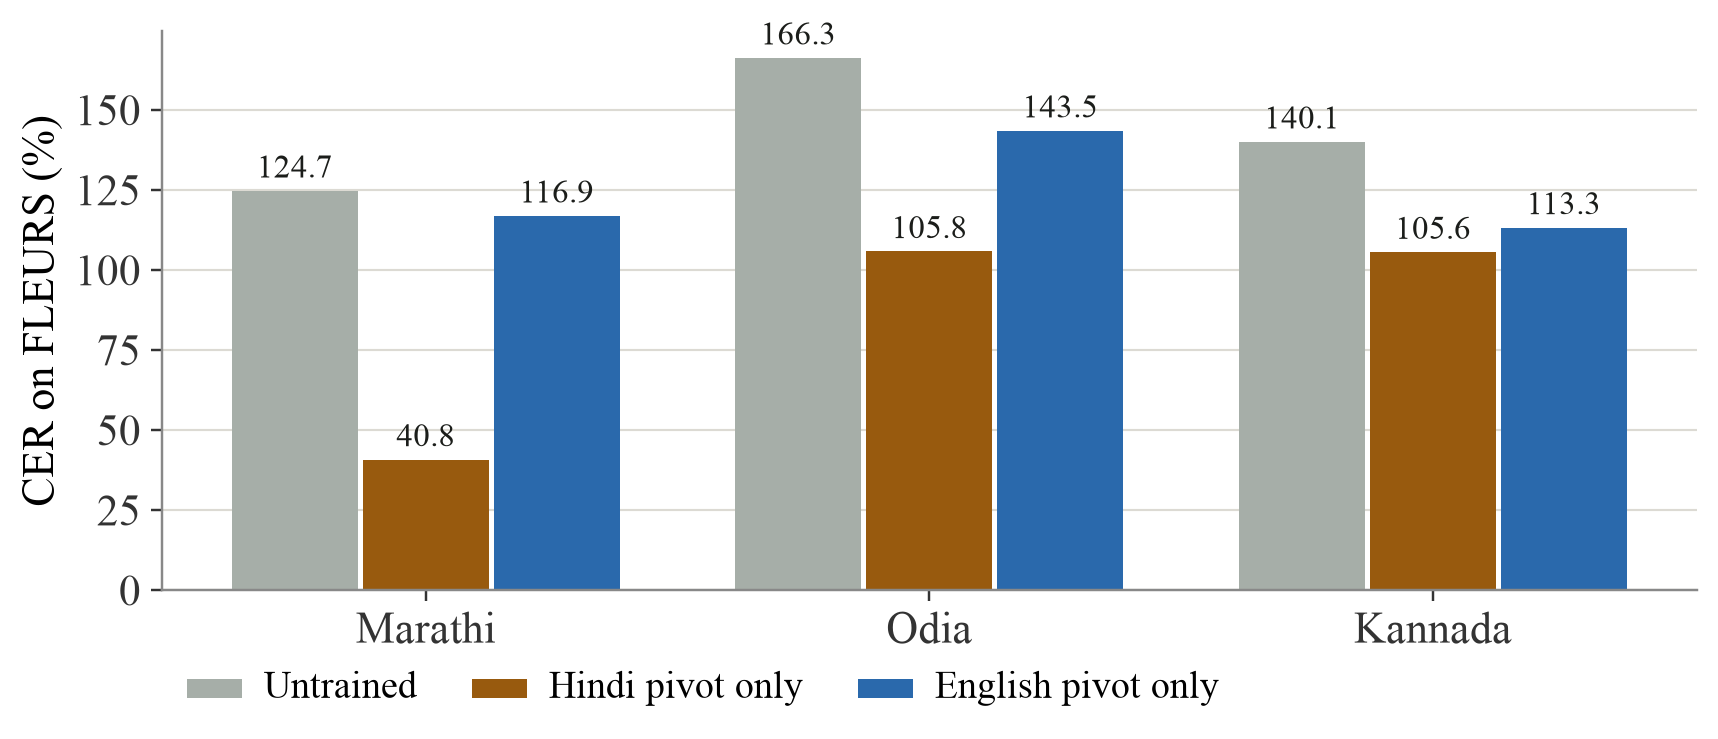 CER on FLEURS (%)
150
125
100
75
50
25
0
124.7
40.8
116.9
166.3
105.8
143.5
140.1
105.6
113.3
Marathi
Odia
Kannada
Untrained
Hindi pivot only
English pivot only